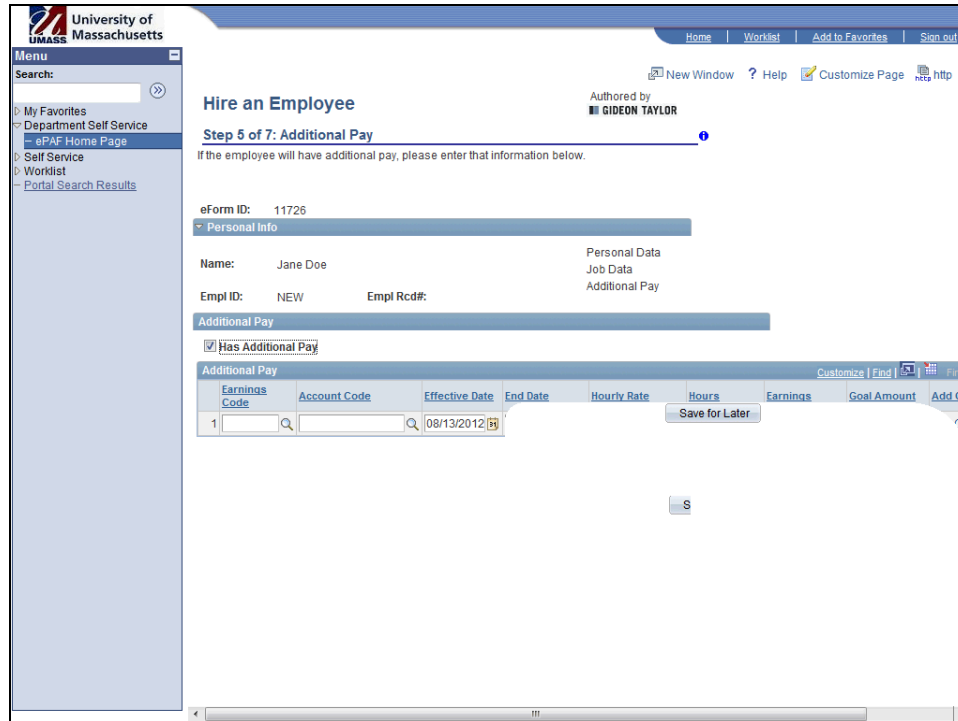 University of
UMASS Massachusetts
Home | Worklist | Add to Favorites | Sign out
Menu
Search:
My Favorites
Department Self Service
ePAF Home Page
Self Service
Worklist
Portal Search Results
New Window ? Help Customize Page http
Hire an Employee
Authored by
GIDEON TAYLOR
Step 5 of 7: Additional Pay
If the employee will have additional pay, please enter that information below.
eForm ID: 11726
Personal Info
Name: Jane Doe
Personal Data
Job Data
Additional Pay
Empl ID: NEW Empl Rcd#:
Additional Pay
Has Additional Pay
Additional Pay
Customize | Find |
Earnings Code Account Code Effective Date End Date Hourly Rate Hours Earnings Goal Amount Add
1 08/13/2012
Save for Later
S